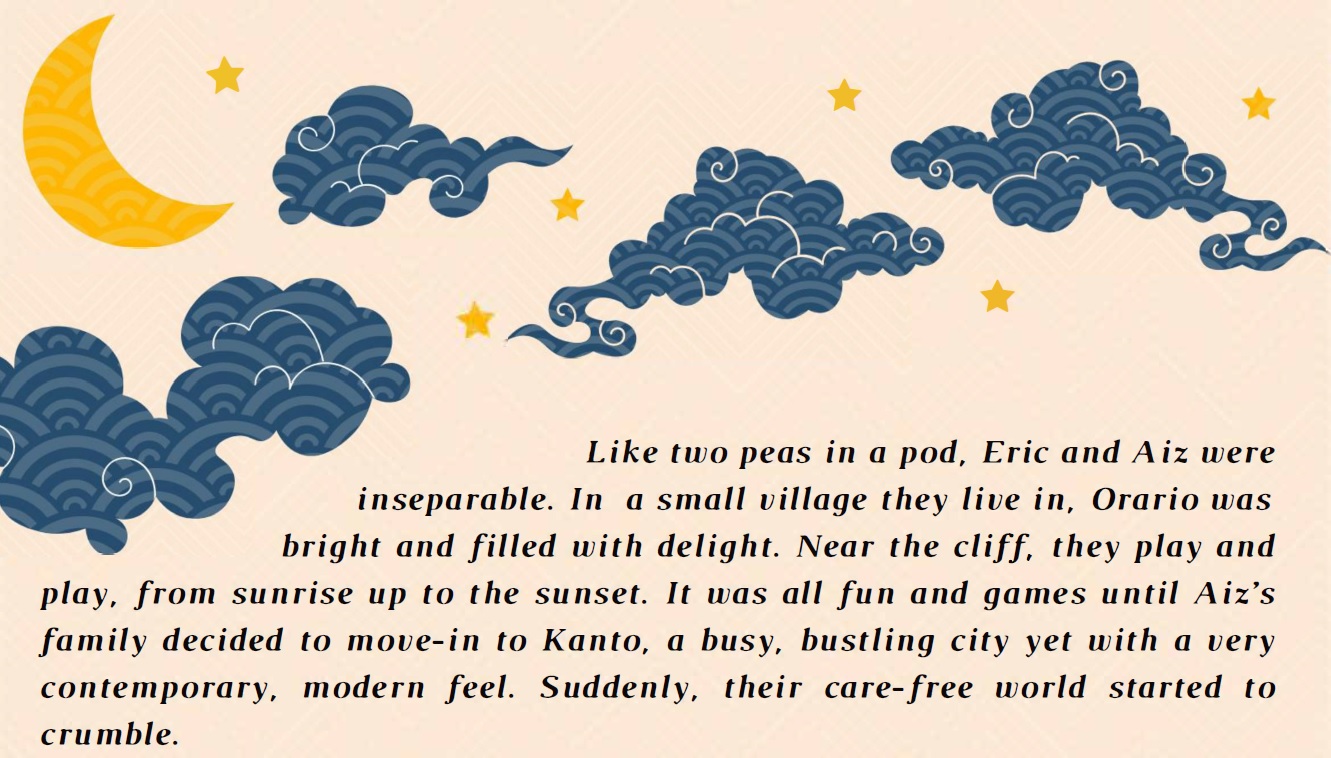 Like two peas in a pod, Eric and Aiz were
inseparable. In a small village they live in, Orario was
bright and filled with delight. Near the cliff, they play and
play, from sunrise up to the sunset. It was all fun and games until Aiz's
family decided to move-in to Kanto, a busy, bustling city yet with a very
contemporary, modern feel. Suddenly, their care-free world started to
crumble.